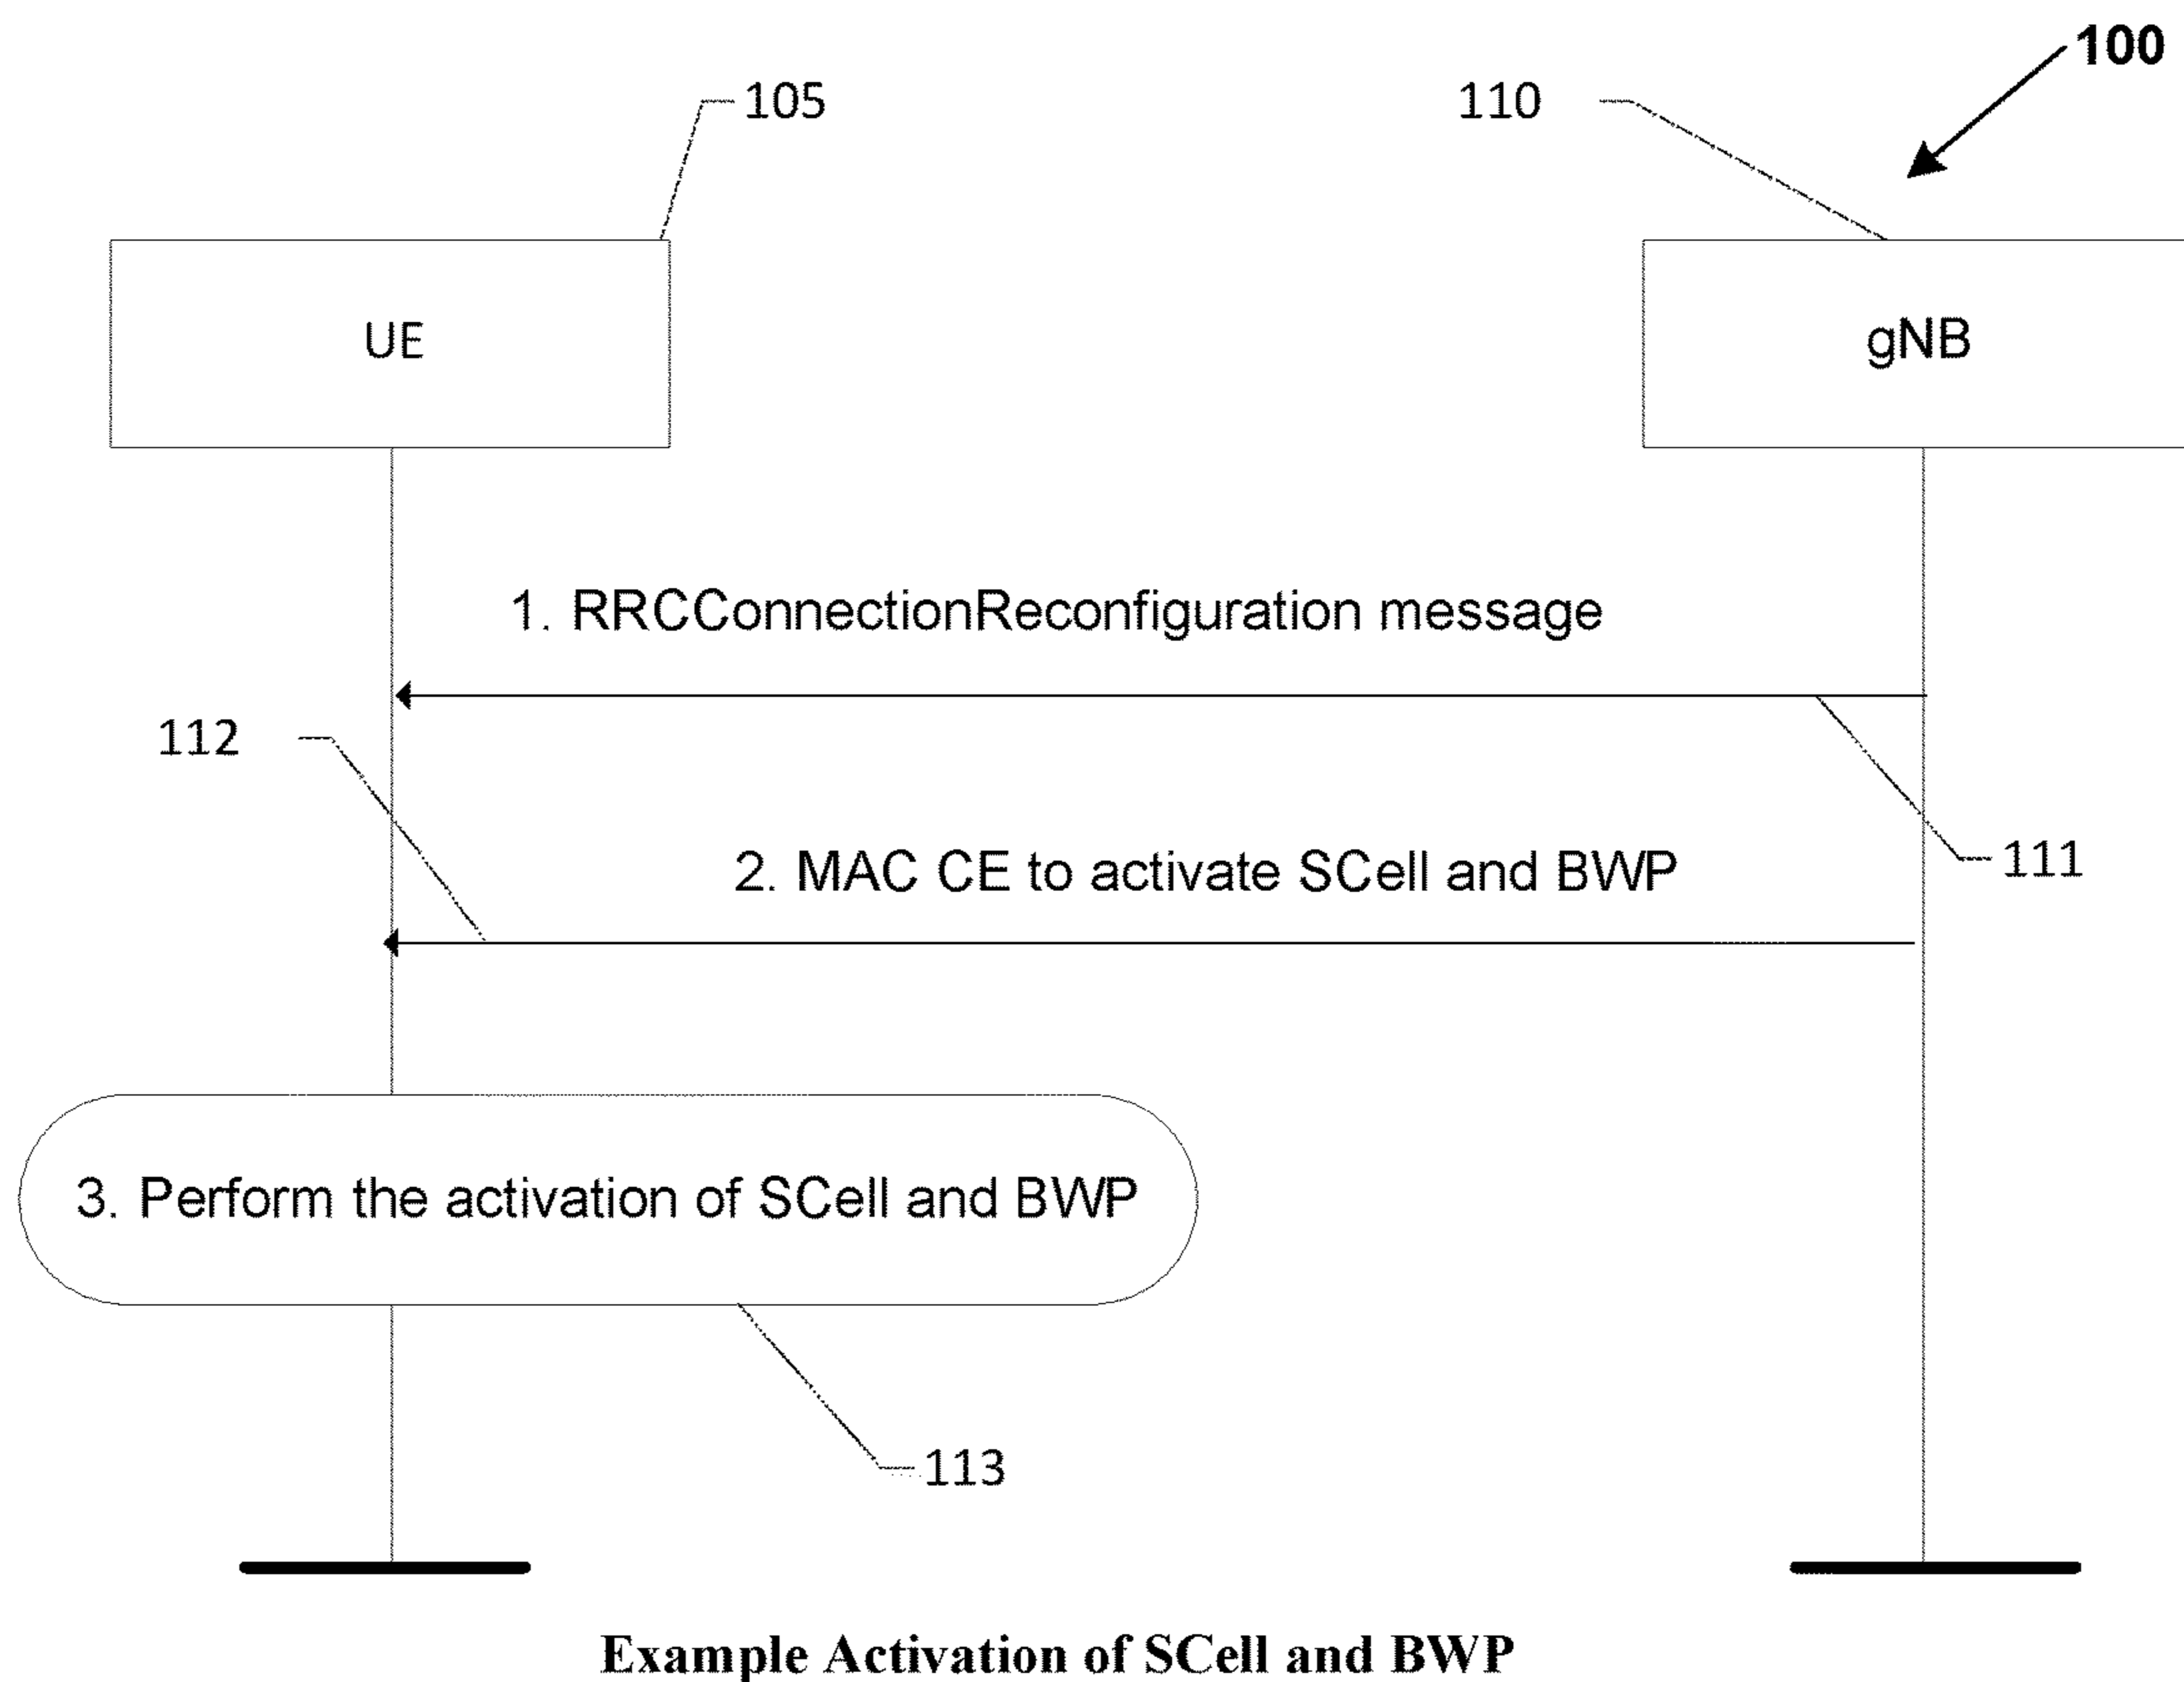 100
105
110
UE
gNB
1. RRCConnectionReconfiguration message
112
2. MAC CE to activate SCell and BWP
111
3. Perform the activation of SCell and BWP
113
Example Activation of SCell and BWP